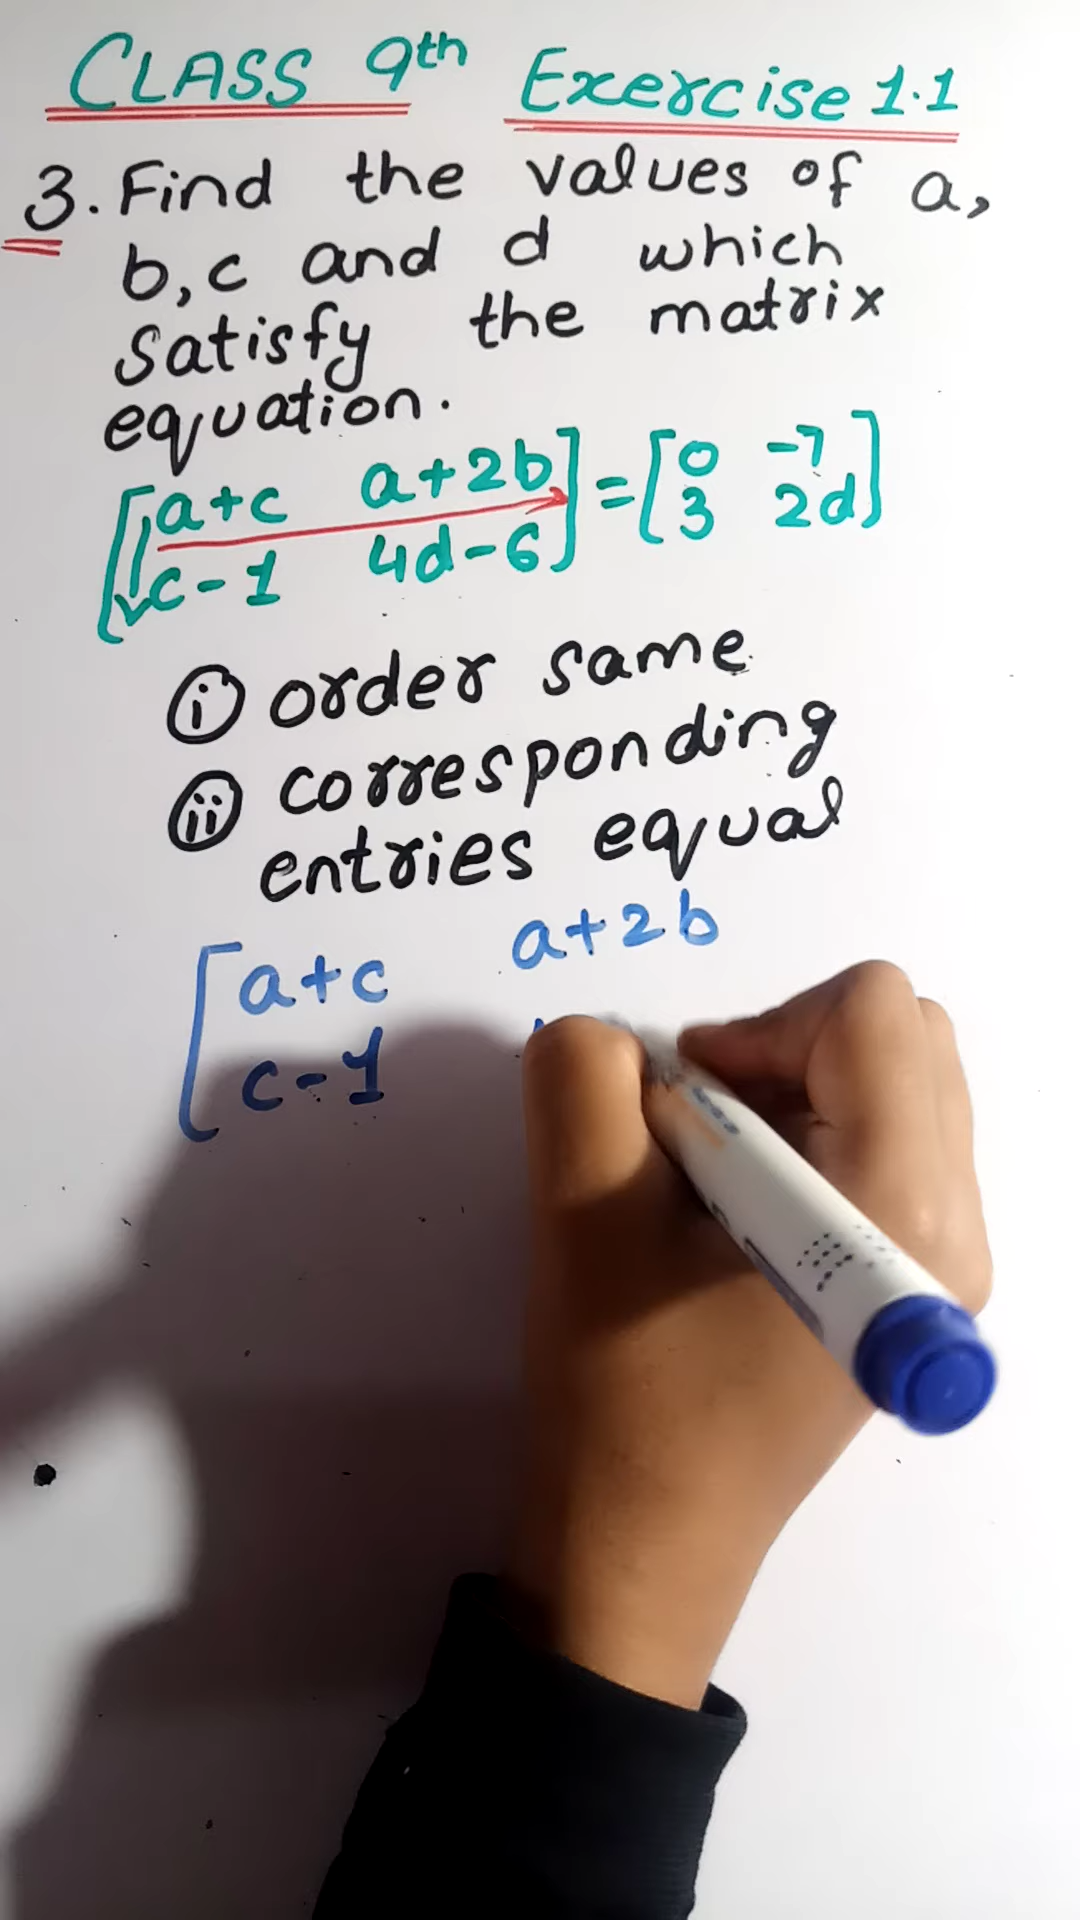 CLASS 9th Exercise 1.1
3. Find the values of a,
b, c and d which
Satisfy the matrix
equation.
[a+c a+2b] = [0 -7]
[c-1 4d-6] [3 2d]
(i) order same
(ii) corresponding
entries equal
[a+c a+2b
c-1